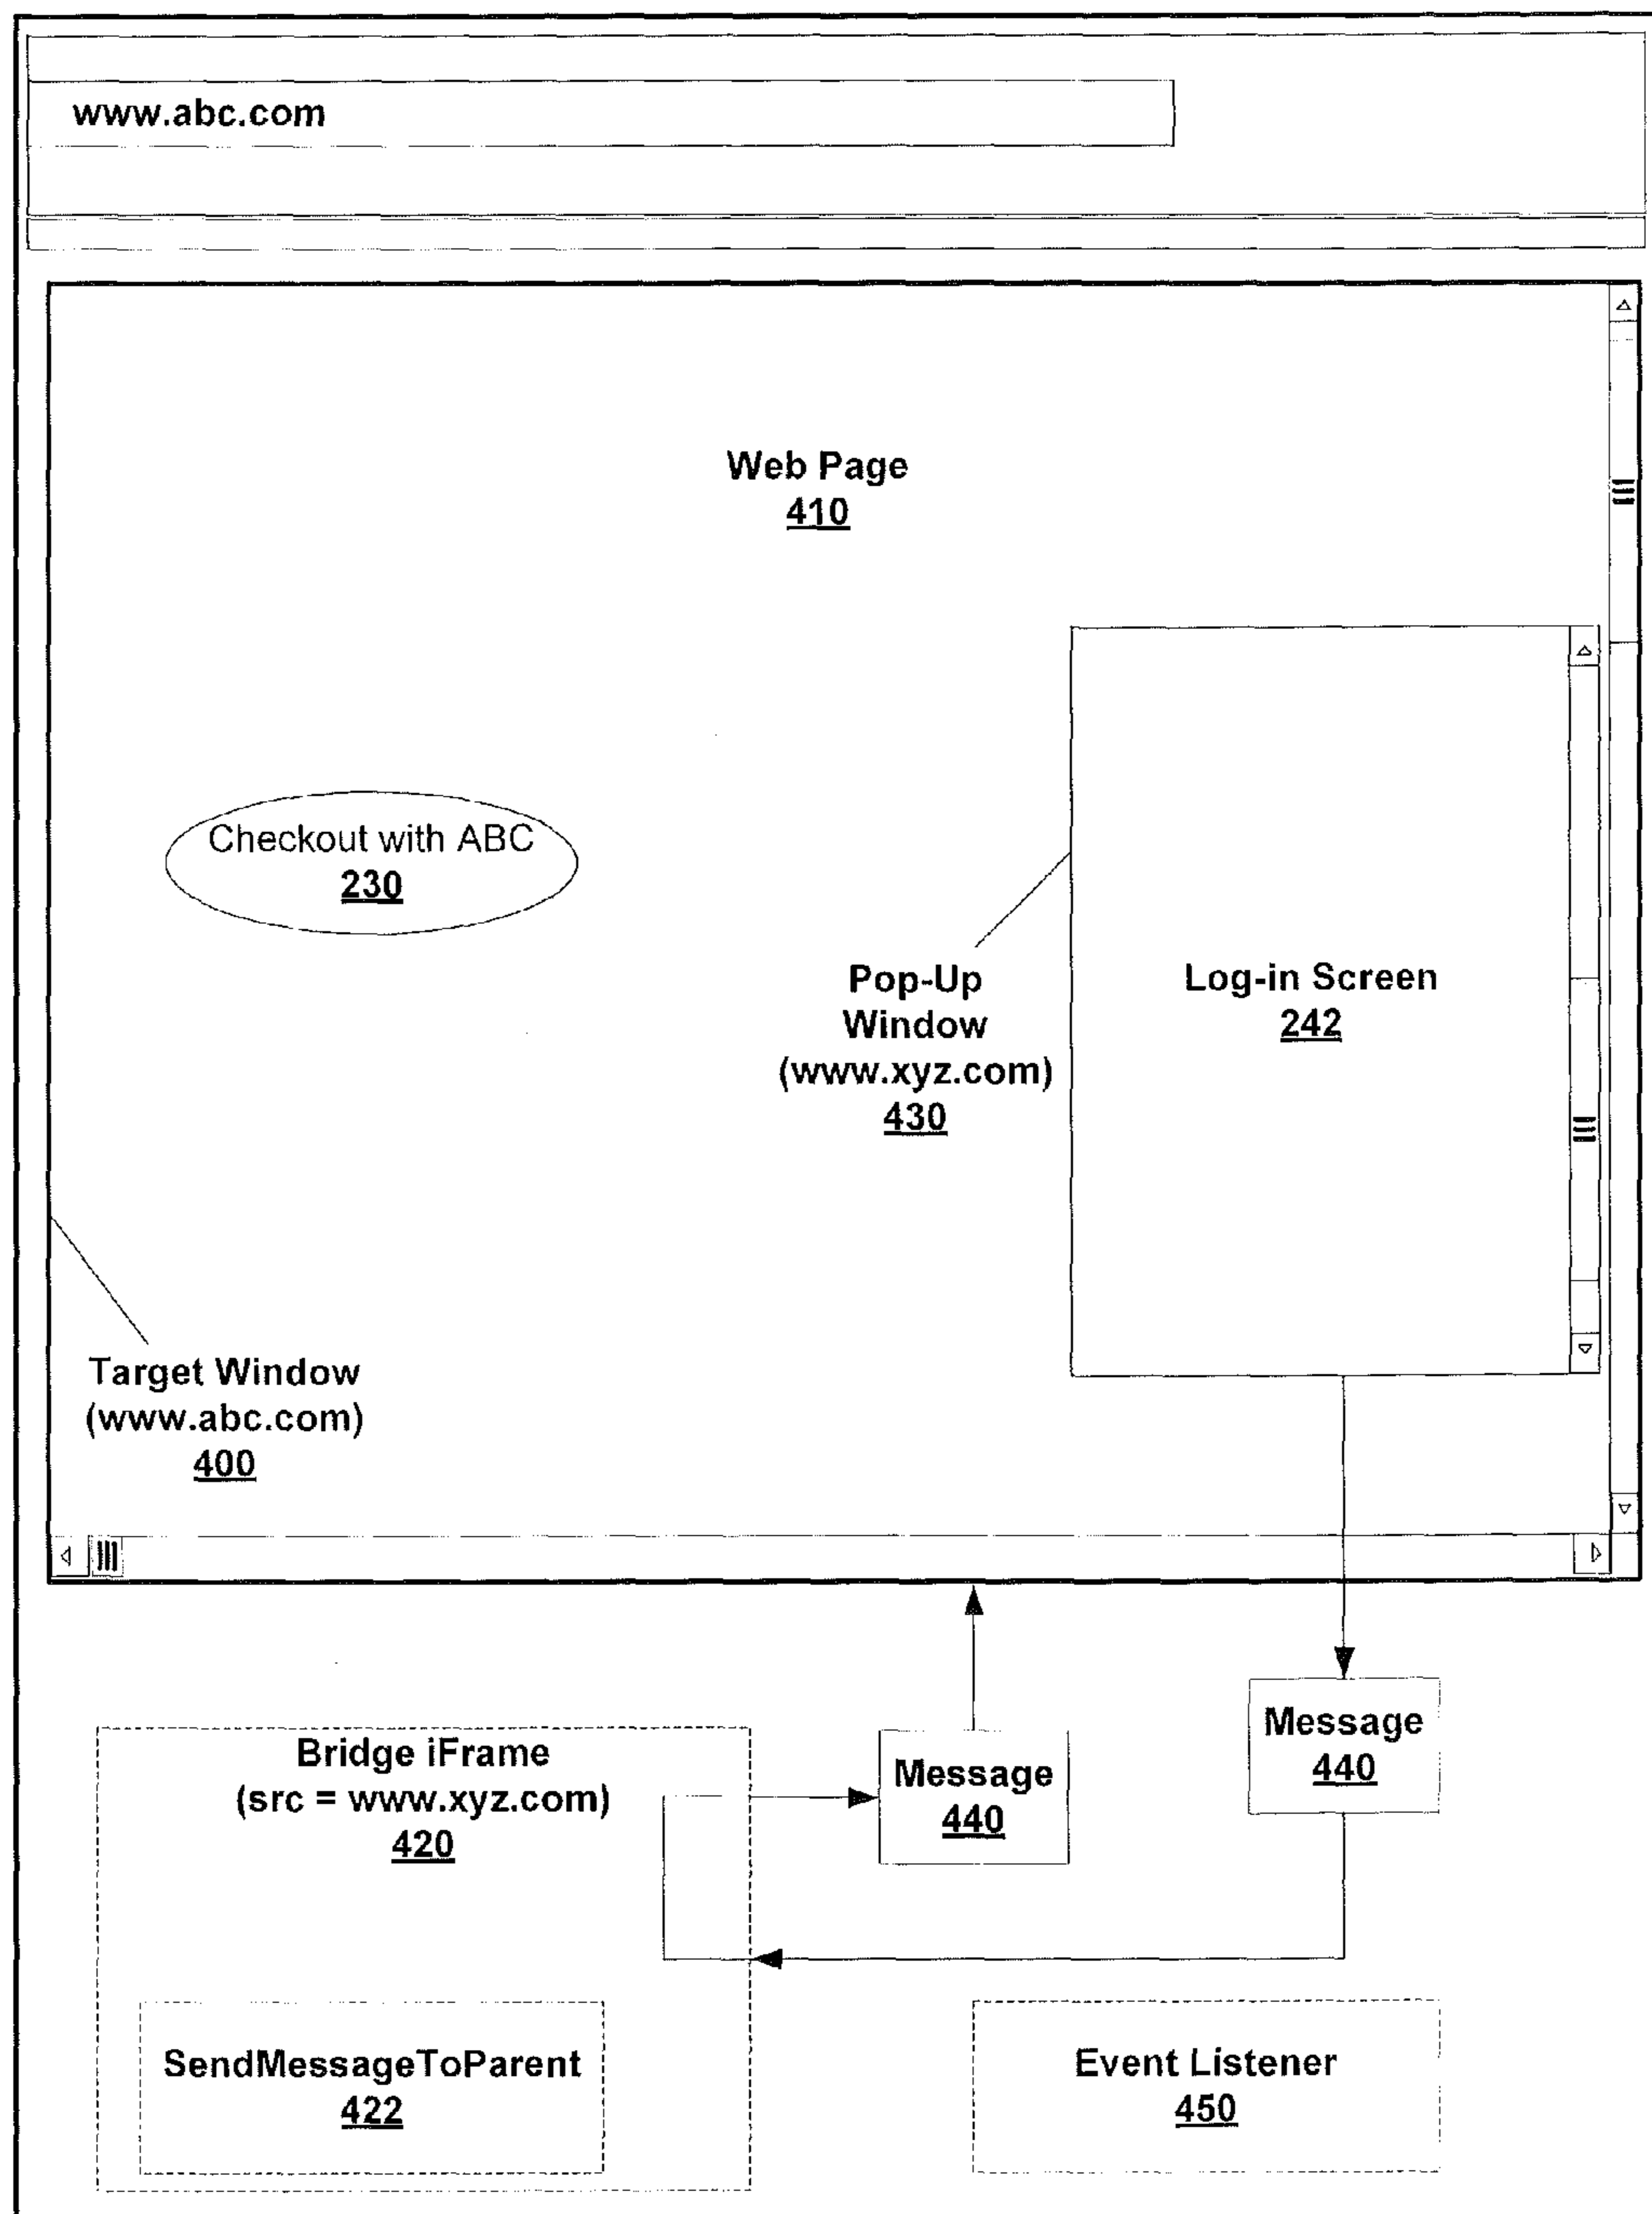 www.abc.com
Web Page
410
Checkout with ABC
230
Pop-Up
Window
(www.xyz.com)
430
Log-in Screen
242
Target Window
(www.abc.com)
400
Bridge iFrame
(src = www.xyz.com)
420
Message
440
Message
440
SendMessageToParent
422
Event Listener
450